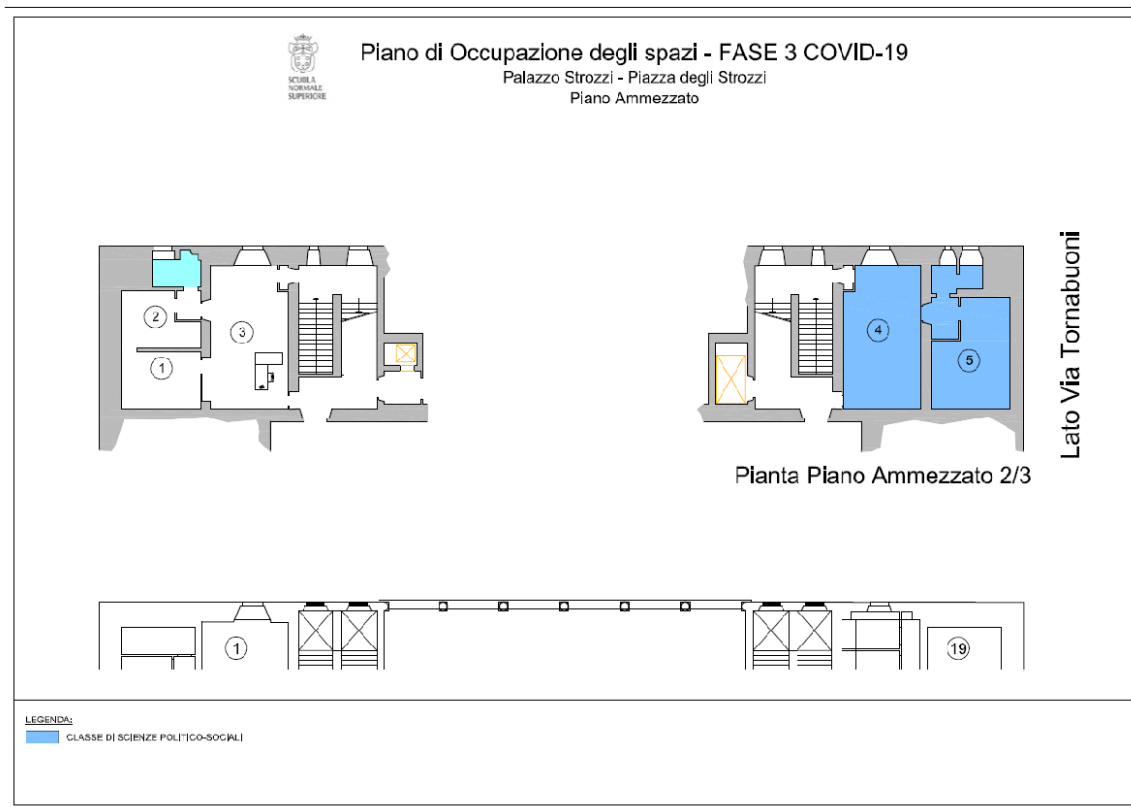 SCUOLA
NORMALE
SUPERIORE
Piano di Occupazione degli spazi - FASE 3 COVID-19
Palazzo Strozzi - Piazza degli Strozzi
Piano Ammezzato
2
3
1
4
5
Lato Via Tornabuoni
Pianta Piano Ammezzato 2/3
1
19
LEGENDA:
CLASSE DI SCIENZE POLITICO-SOCIALI